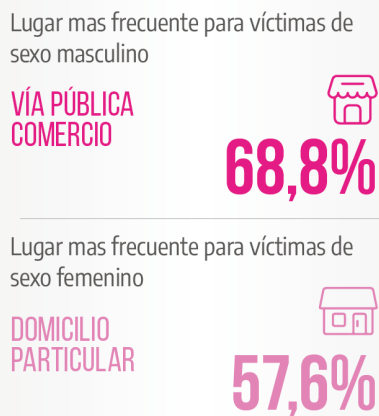 Lugar mas frecuente para víctimas de
sexo masculino
VÍA PÚBLICA
COMERCIO
68,8%
Lugar mas frecuente para víctimas de
sexo femenino
DOMICILIO
PARTICULAR
57,6%